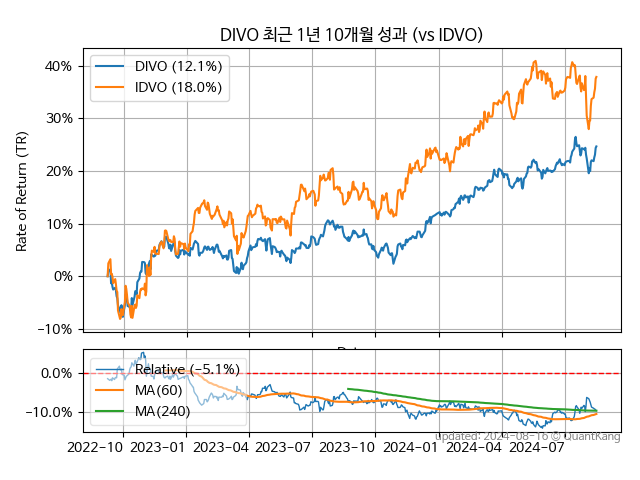 DIVO 최근 1년 10개월 성과 (vs IDVO)
Rate of Return (TR)
40%
30%
20%
10%
0%
−10%
DIVO (12.1%)
IDVO (18.0%)
0.0%
−10.0%
Relative (−5.1%)
MA(60)
MA(240)
2022-10 2023-01 2023-04 2023-07 2023-10 2024-01 2024-04 2024-07
Updated: 2024-08-16 © QuantKang